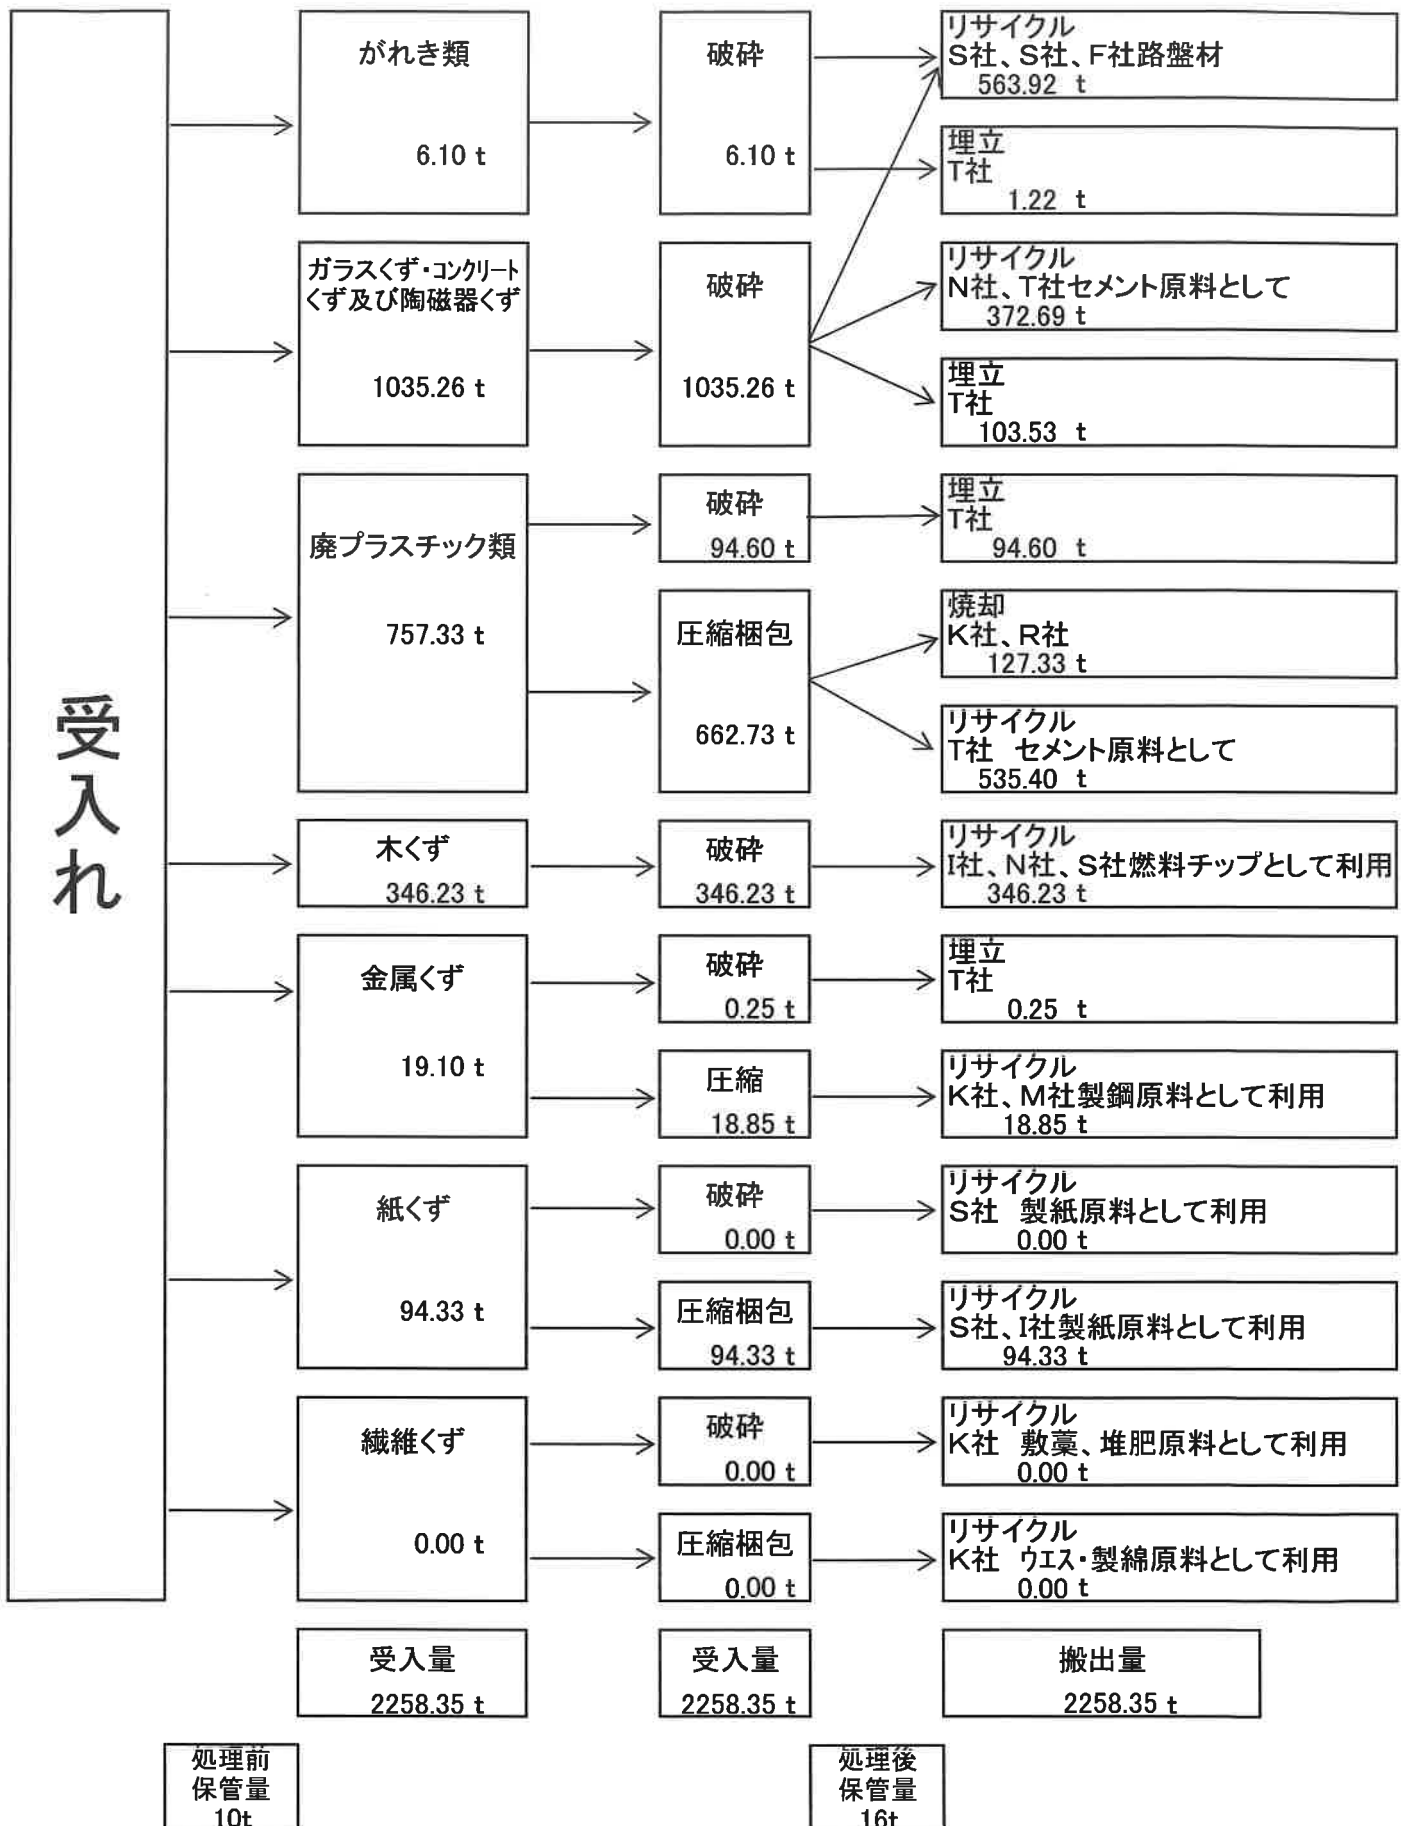 受入れ
がれき類
6.10 t
破砕
6.10 t
リサイクル
S社、S社、F社路盤材
563.92 t
埋立
T社
1.22 t
ガラスくず・コンクリート
くず及び陶磁器くず
1035.26 t
破砕
1035.26 t
リサイクル
N社、T社セメント原料として
372.69 t
埋立
T社
103.53 t
廃プラスチック類
757.33 t
破砕
94.60 t
埋立
T社
94.60 t
圧縮梱包
662.73 t
焼却
K社、R社
127.33 t
リサイクル
T社 セメント原料として
535.40 t
木くず
346.23 t
破砕
346.23 t
リサイクル
I社、N社、S社燃料チップとして利用
346.23 t
金属くず
19.10 t
破砕
0.25 t
埋立
T社
0.25 t
圧縮
18.85 t
リサイクル
K社、M社製鋼原料として利用
18.85 t
紙くず
94.33 t
破砕
0.00 t
リサイクル
S社 製紙原料として利用
0.00 t
圧縮梱包
94.33 t
リサイクル
S社、I社製紙原料として利用
94.33 t
繊維くず
0.00 t
破砕
0.00 t
リサイクル
K社 敷藁、堆肥原料として利用
0.00 t
圧縮梱包
0.00 t
リサイクル
K社 ウエス・製綿原料として利用
0.00 t
受入量
2258.35 t
受入量
2258.35 t
搬出量
2258.35 t
処理前
保管量
10t
処理後
保管量
16t